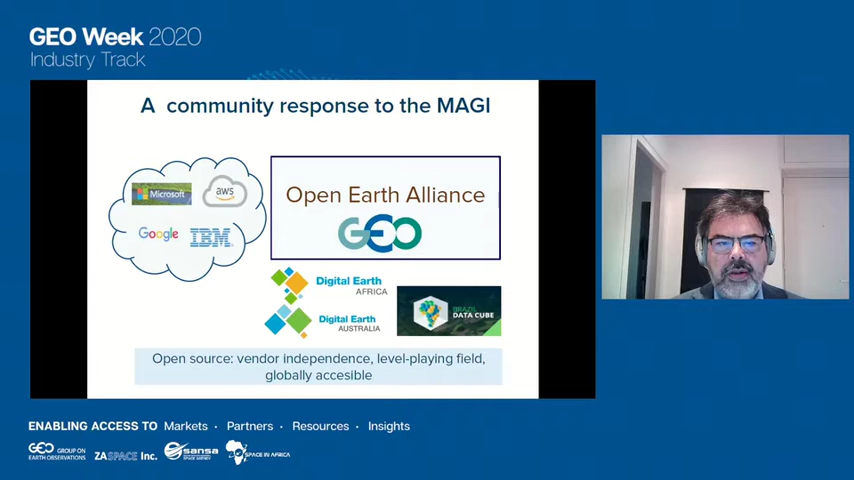 GEO Week 2020
Industry Track
A community response to the MAGI
Microsoft
aws
Google
IBM
Open Earth Alliance
GEO
Digital Earth
AFRICA
Digital Earth
AUSTRALIA
BRAZIL
DATA CUBE
Open source: vendor independence, level-playing field,
globally accesible
ENABLING ACCESS TO Markets · Partners · Resources · Insights
GEO GROUP ON
EARTH OBSERVATIONS
ZASPACE Inc.
sansa
SPACE IN AFRICA